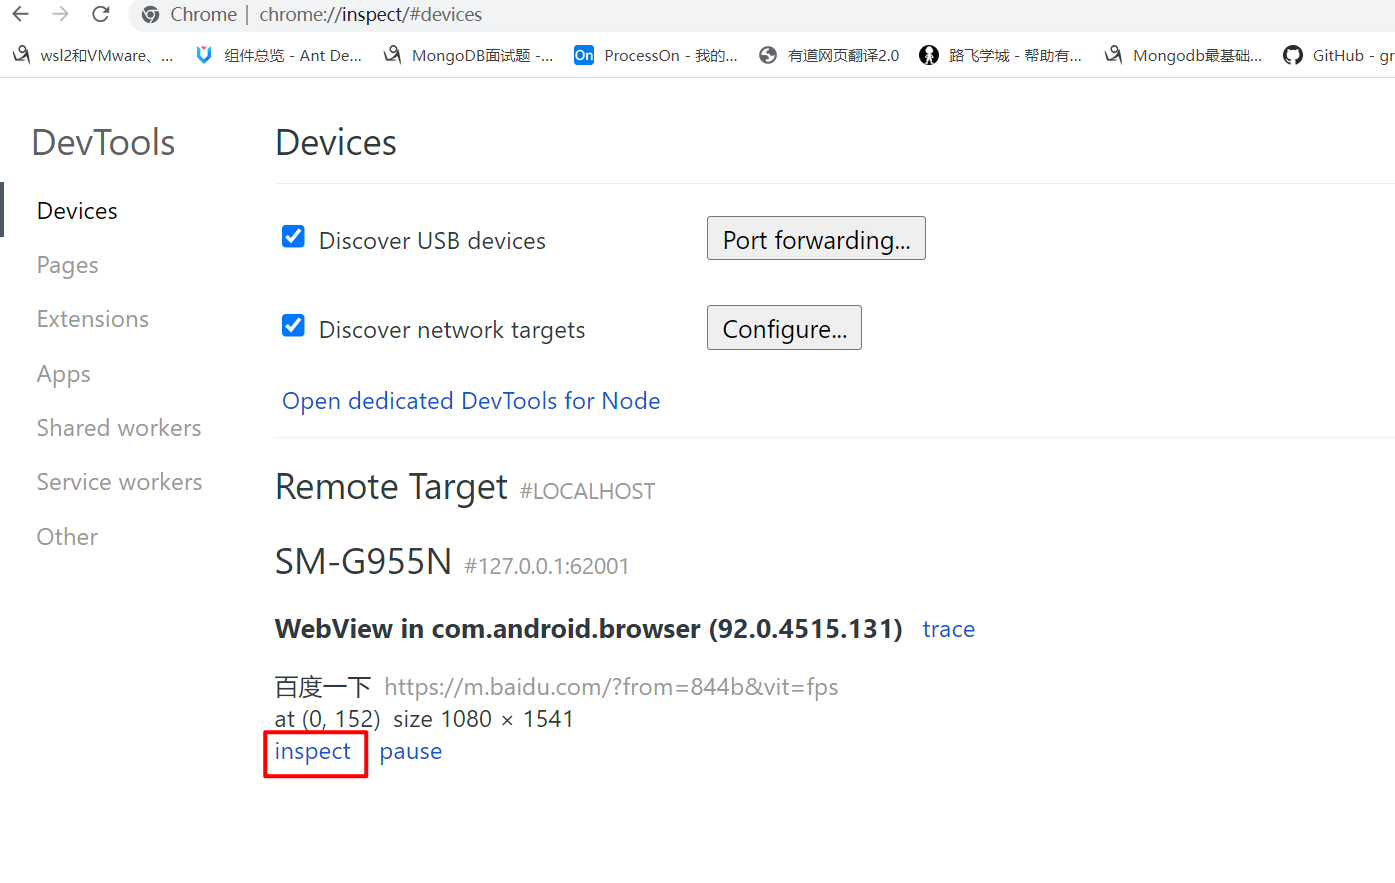 Chrome | chrome://inspect/#devices
wsl2和VMware、... 组件总览 - Ant De... MongoDB面试题 -... On ProcessOn - 我的... 有道网页翻译2.0 路飞学城 - 帮助有... Mongodb最基础... GitHub - gr
DevTools
Devices
Pages
Extensions
Apps
Shared workers
Service workers
Other
Devices
Discover USB devices Port forwarding...
Discover network targets Configure...
Open dedicated DevTools for Node
Remote Target #LOCALHOST
SM-G955N #127.0.0.1:62001
WebView in com.android.browser (92.0.4515.131) trace
百度一下 https://m.baidu.com/?from=844b&vit=fps
at (0, 152) size 1080 × 1541
inspect pause